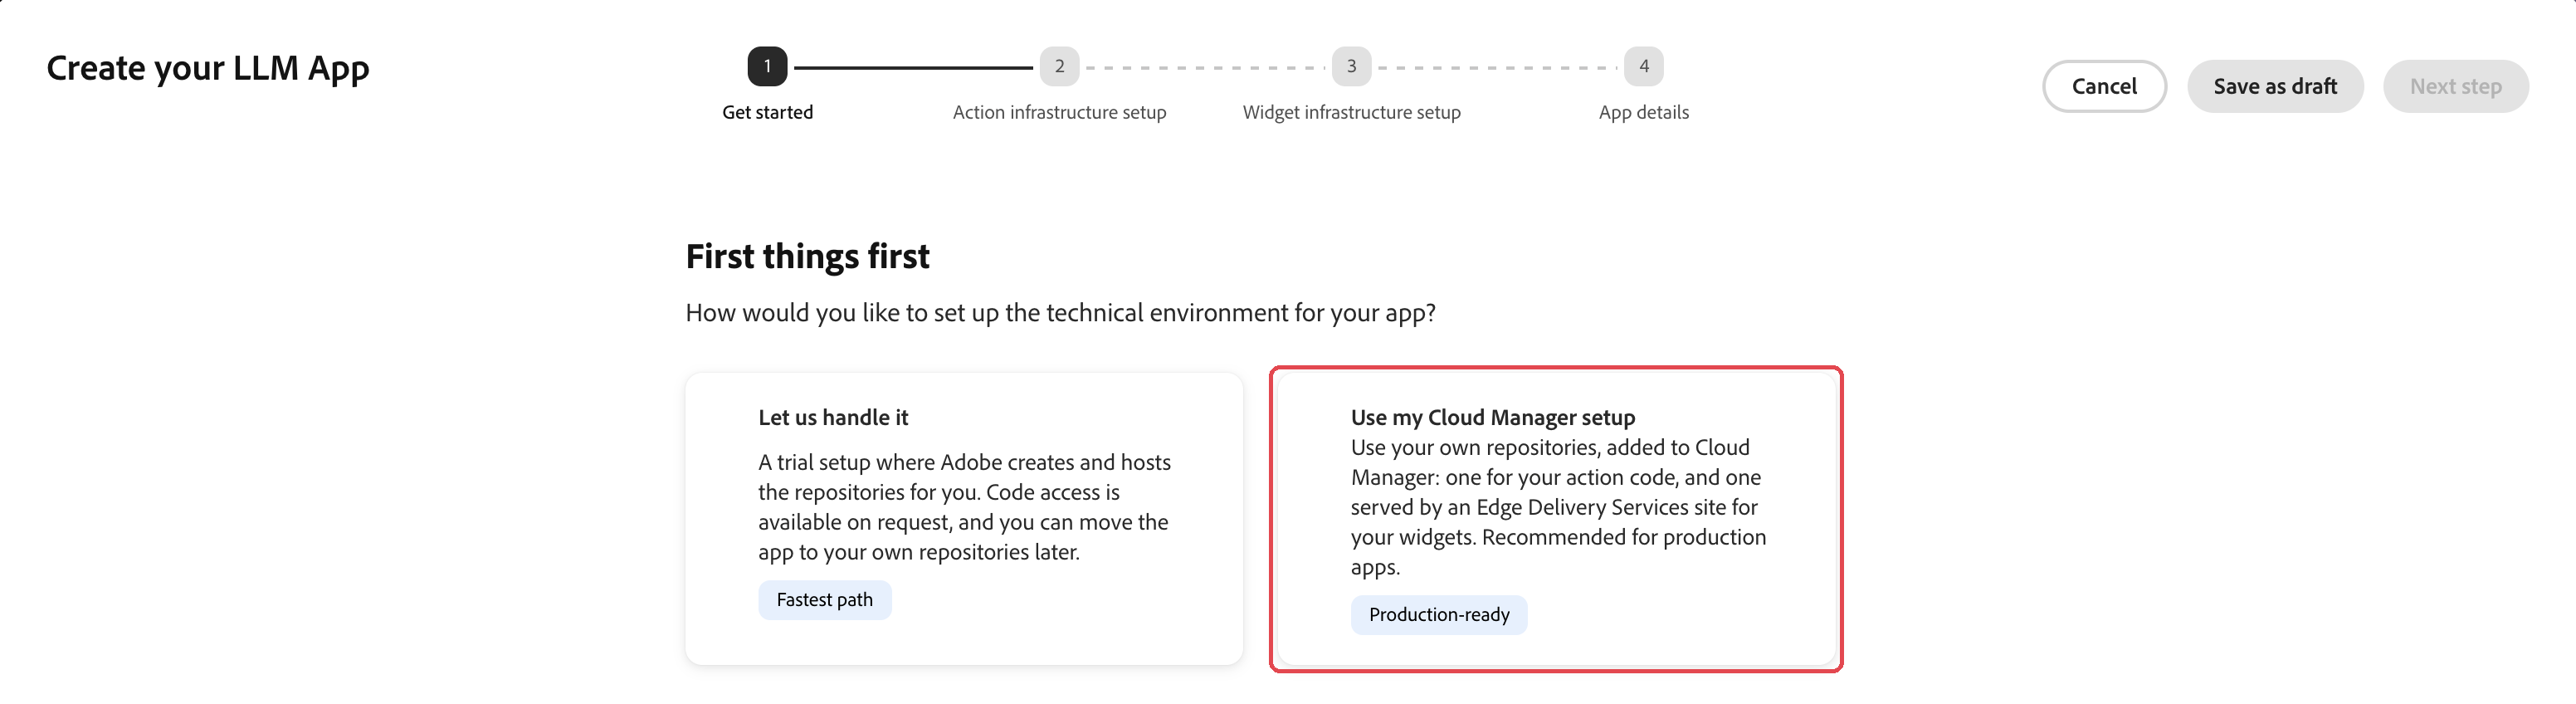 Create your LLM App
1
2
3
4
Get started
Action infrastructure setup
Widget infrastructure setup
App details
Cancel
Save as draft
Next step
First things first
How would you like to set up the technical environment for your app?
Let us handle it
A trial setup where Adobe creates and hosts
the repositories for you. Code access is
available on request, and you can move the
app to your own repositories later.
Fastest path
Use my Cloud Manager setup
Use your own repositories, added to Cloud
Manager: one for your action code, and one
served by an Edge Delivery Services site for
your widgets. Recommended for production
apps.
Production-ready